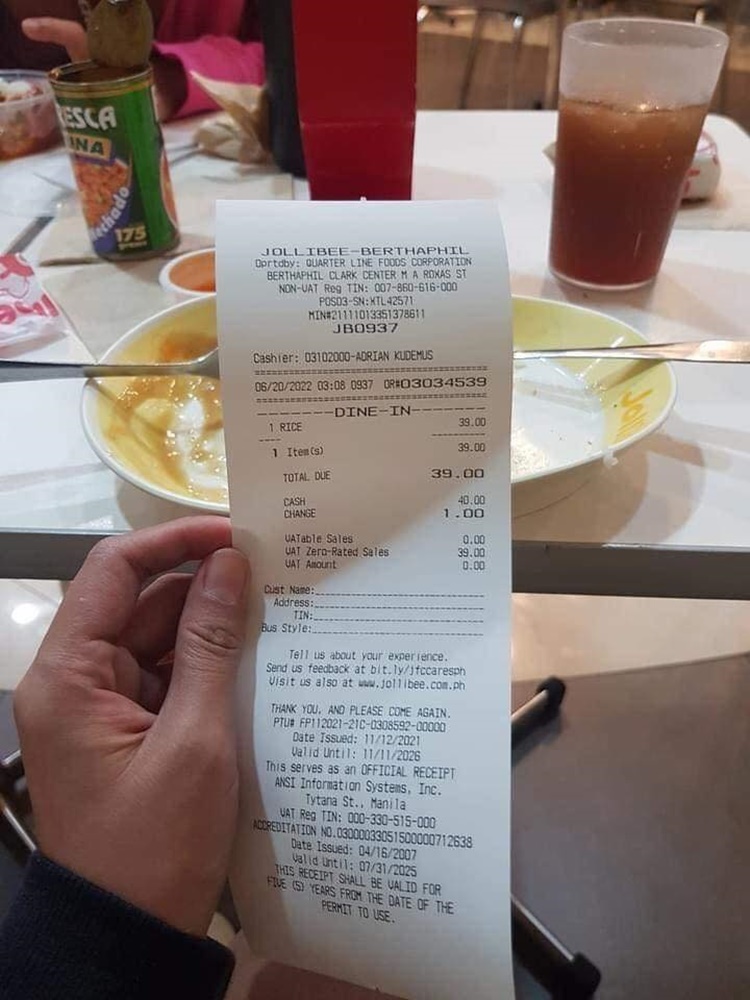 ESCA
INA
Mechado
175
grams
JOLLIBEE-BERTHAPHIL
Oprtdby: QUARTER LINE FOODS CORPORATION
BERTHAPHIL CLARK CENTER M A ROXAS ST
NON-VAT Reg TIN: 007-860-616-000
POS03-SN:XTL42571
MIN#21111013351378611
JB0937
Cashier: 03102000-ADRIAN KUDEMUS
06/20/2022 03:08 0937 OR#03034539
-------DINE-IN-------
1 RICE 39.00
1 Item(s) 39.00
TOTAL DUE 39.00
CASH 40.00
CHANGE 1.00
VATable Sales 0.00
VAT Zero-Rated Sales 39.00
VAT Amount 0.00
Cust Name:
Address:
TIN:
Bus Style:
Tell us about your experience.
Send us feedback at bit.ly/jfccaresph
Visit us also at www.jollibee.com.ph
THANK YOU, AND PLEASE COME AGAIN.
PTU# FP112021-21C-0308592-00000
Date Issued: 11/12/2021
Valid Until: 11/11/2026
This serves as an OFFICIAL RECEIPT
ANSI Information Systems, Inc.
Tytana St., Manila
VAT Reg TIN: 000-330-515-000
ACCREDITATION NO.03000033051500000712638
Date Issued: 04/16/2007
Valid Until: 07/31/2025
THIS RECEIPT SHALL BE VALID FOR
FIVE (5) YEARS FROM THE DATE OF THE
PERMIT TO USE.